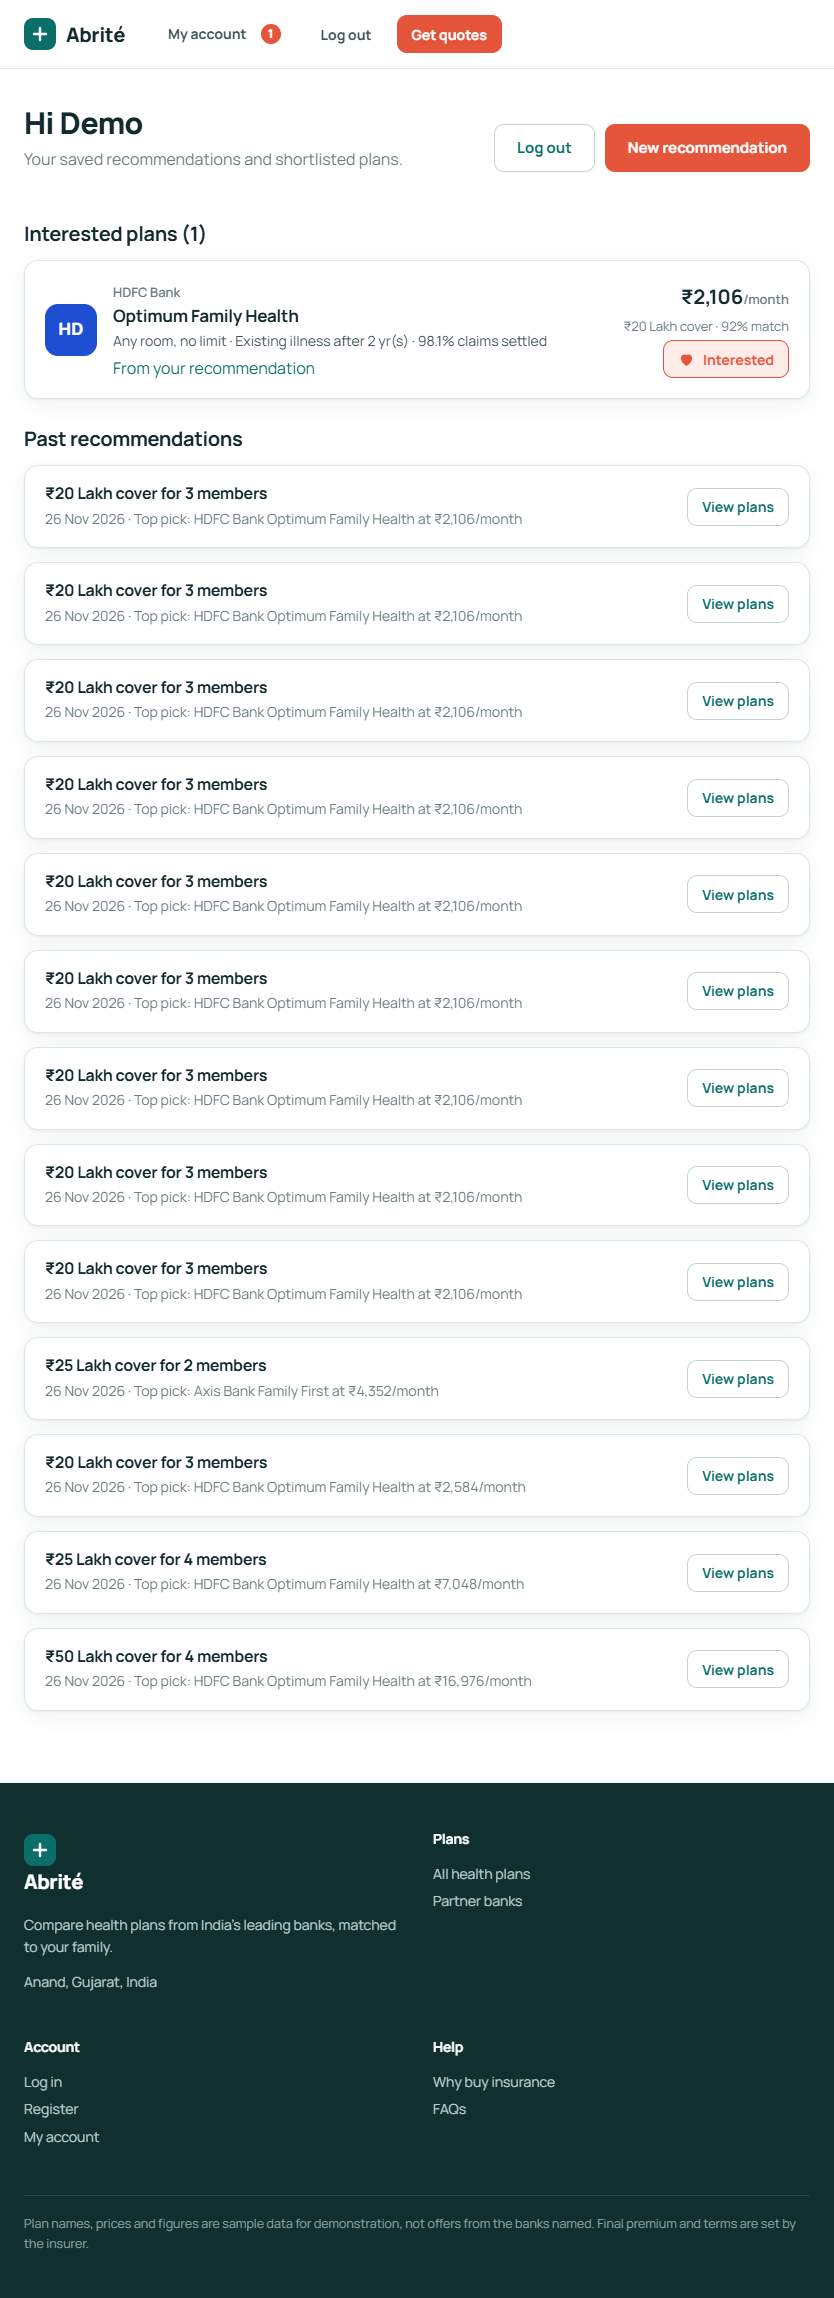 Abrité
My account 1
Log out
Get quotes
Hi Demo
Your saved recommendations and shortlisted plans.
Log out
New recommendation
Interested plans (1)
HD
HDFC Bank
Optimum Family Health
Any room, no limit · Existing illness after 2 yr(s) · 98.1% claims settled
From your recommendation
₹2,106/month
₹20 Lakh cover · 92% match
Interested
Past recommendations
₹20 Lakh cover for 3 members
26 Nov 2026 · Top pick: HDFC Bank Optimum Family Health at ₹2,106/month
View plans
₹20 Lakh cover for 3 members
26 Nov 2026 · Top pick: HDFC Bank Optimum Family Health at ₹2,106/month
View plans
₹20 Lakh cover for 3 members
26 Nov 2026 · Top pick: HDFC Bank Optimum Family Health at ₹2,106/month
View plans
₹20 Lakh cover for 3 members
26 Nov 2026 · Top pick: HDFC Bank Optimum Family Health at ₹2,106/month
View plans
₹20 Lakh cover for 3 members
26 Nov 2026 · Top pick: HDFC Bank Optimum Family Health at ₹2,106/month
View plans
₹20 Lakh cover for 3 members
26 Nov 2026 · Top pick: HDFC Bank Optimum Family Health at ₹2,106/month
View plans
₹20 Lakh cover for 3 members
26 Nov 2026 · Top pick: HDFC Bank Optimum Family Health at ₹2,106/month
View plans
₹20 Lakh cover for 3 members
26 Nov 2026 · Top pick: HDFC Bank Optimum Family Health at ₹2,106/month
View plans
₹20 Lakh cover for 3 members
26 Nov 2026 · Top pick: HDFC Bank Optimum Family Health at ₹2,106/month
View plans
₹25 Lakh cover for 2 members
26 Nov 2026 · Top pick: Axis Bank Family First at ₹4,352/month
View plans
₹20 Lakh cover for 3 members
26 Nov 2026 · Top pick: HDFC Bank Optimum Family Health at ₹2,584/month
View plans
₹25 Lakh cover for 4 members
26 Nov 2026 · Top pick: HDFC Bank Optimum Family Health at ₹7,048/month
View plans
₹50 Lakh cover for 4 members
26 Nov 2026 · Top pick: HDFC Bank Optimum Family Health at ₹16,976/month
View plans
Abrité
Compare health plans from India's leading banks, matched
to your family.
Anand, Gujarat, India
Plans
All health plans
Partner banks
Account
Log in
Register
My account
Help
Why buy insurance
FAQs
Plan names, prices and figures are sample data for demonstration, not offers from the banks named. Final premium and terms are set by
the insurer.